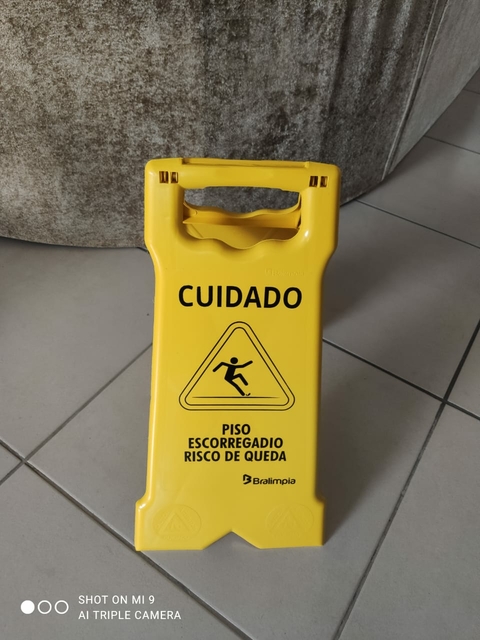 CUIDADO
PISO
ESCORREGADIO
RISCO DE QUEDA
Bralimpia
SHOT ON MI 9
AI TRIPLE CAMERA